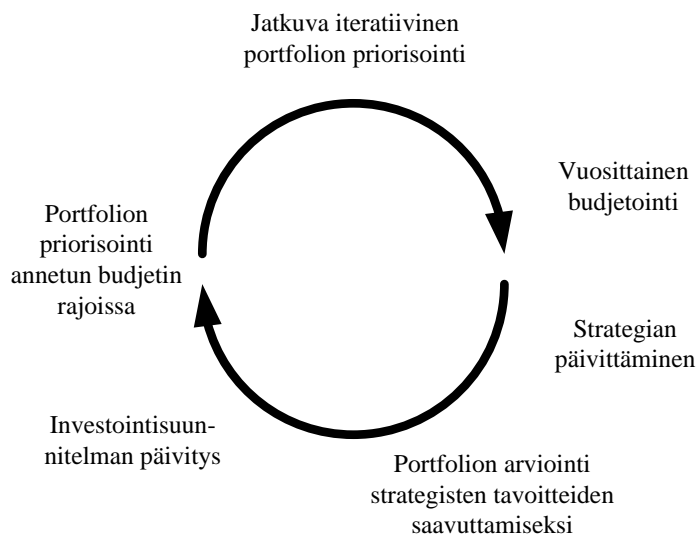 Jatkuva iteratiivinen
portfolion priorisointi
Vuosittainen
budjetointi
Strategian
päivittäminen
Portfolion arviointi
strategisten tavoitteiden
saavuttamiseksi
Investointisuun-
nitelman päivitys
Portfolion
priorisointi
annetun budjetin
rajoissa